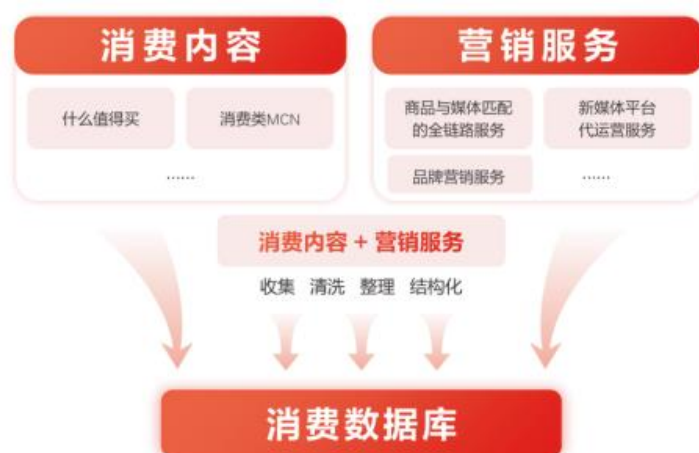 消费内容
什么值得买
消费类MCN
……
营销服务
商品与媒体匹配
的全链路服务
新媒体平台
代运营服务
品牌营销服务
……
消费内容 + 营销服务
收集 清洗 整理 结构化
消费数据库